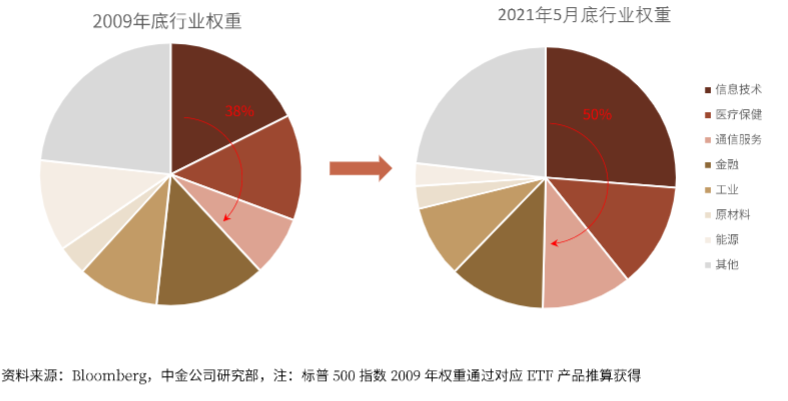 2009年底行业权重
2021年5月底行业权重
38%
50%
信息技术
医疗保健
通信服务
金融
工业
原材料
能源
其他
资料来源：Bloomberg，中金公司研究部，注：标普 500 指数 2009 年权重通过对应 ETF 产品推算获得